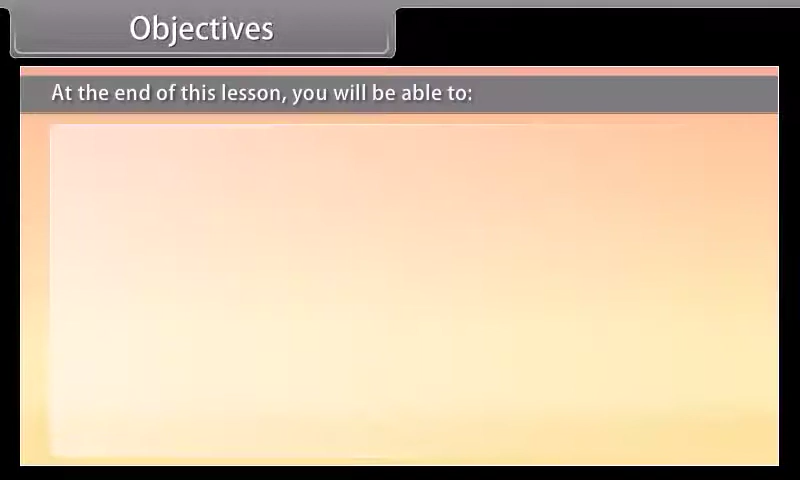 Objectives
At the end of this lesson, you will be able to: